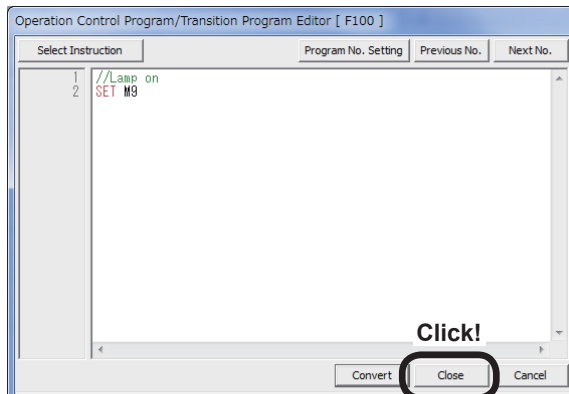 Operation Control Program/Transition Program Editor [ F100 ]
Select Instruction Program No. Setting Previous No. Next No.
1 //Lamp on
2 SET M9
Click!
Convert Close Cancel